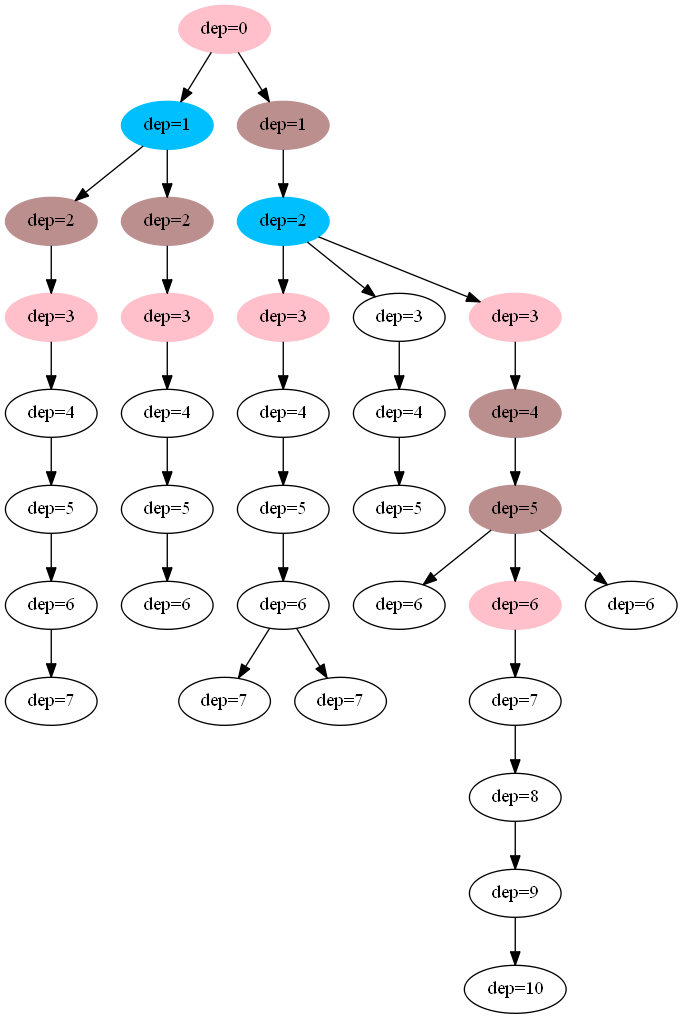 dep=0
dep=1 dep=1
dep=2 dep=2 dep=2
dep=3 dep=3 dep=3 dep=3 dep=3
dep=4 dep=4 dep=4 dep=4 dep=4
dep=5 dep=5 dep=5 dep=5 dep=5
dep=6 dep=6 dep=6 dep=6 dep=6 dep=6
dep=7 dep=7 dep=7 dep=7
dep=8
dep=9
dep=10